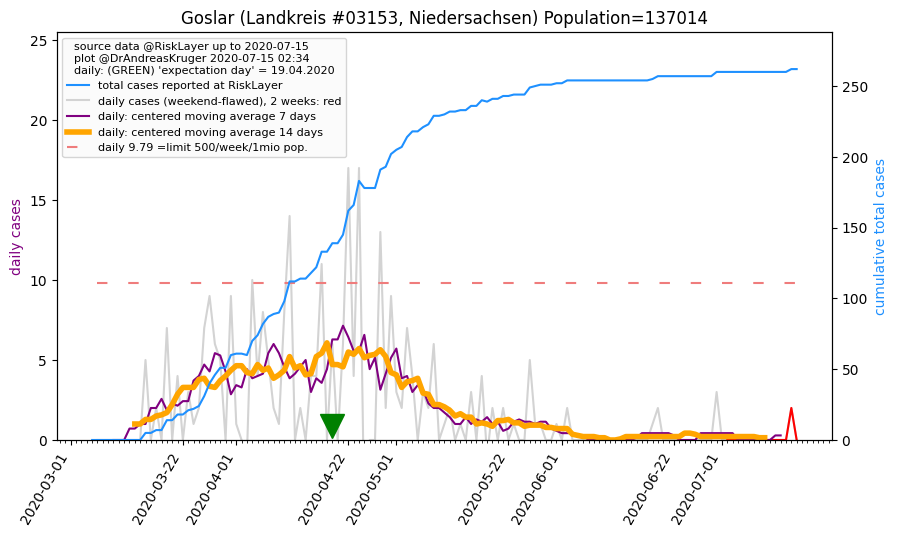 Goslar (Landkreis #03153, Niedersachsen) Population=137014
source data @RiskLayer up to 2020-07-15
plot @DrAndreasKruger 2020-07-15 02:34
daily: (GREEN) 'expectation day' = 19.04.2020
total cases reported at RiskLayer
daily cases (weekend-flawed), 2 weeks: red
daily: centered moving average 7 days
daily: centered moving average 14 days
daily 9.79 =limit 500/week/1mio pop.
daily cases
25
20
15
10
5
0
250
200
150
100
50
0
cumulative total cases
2020-03-01
2020-03-22
2020-04-01
2020-04-22
2020-05-01
2020-05-22
2020-06-01
2020-06-22
2020-07-01